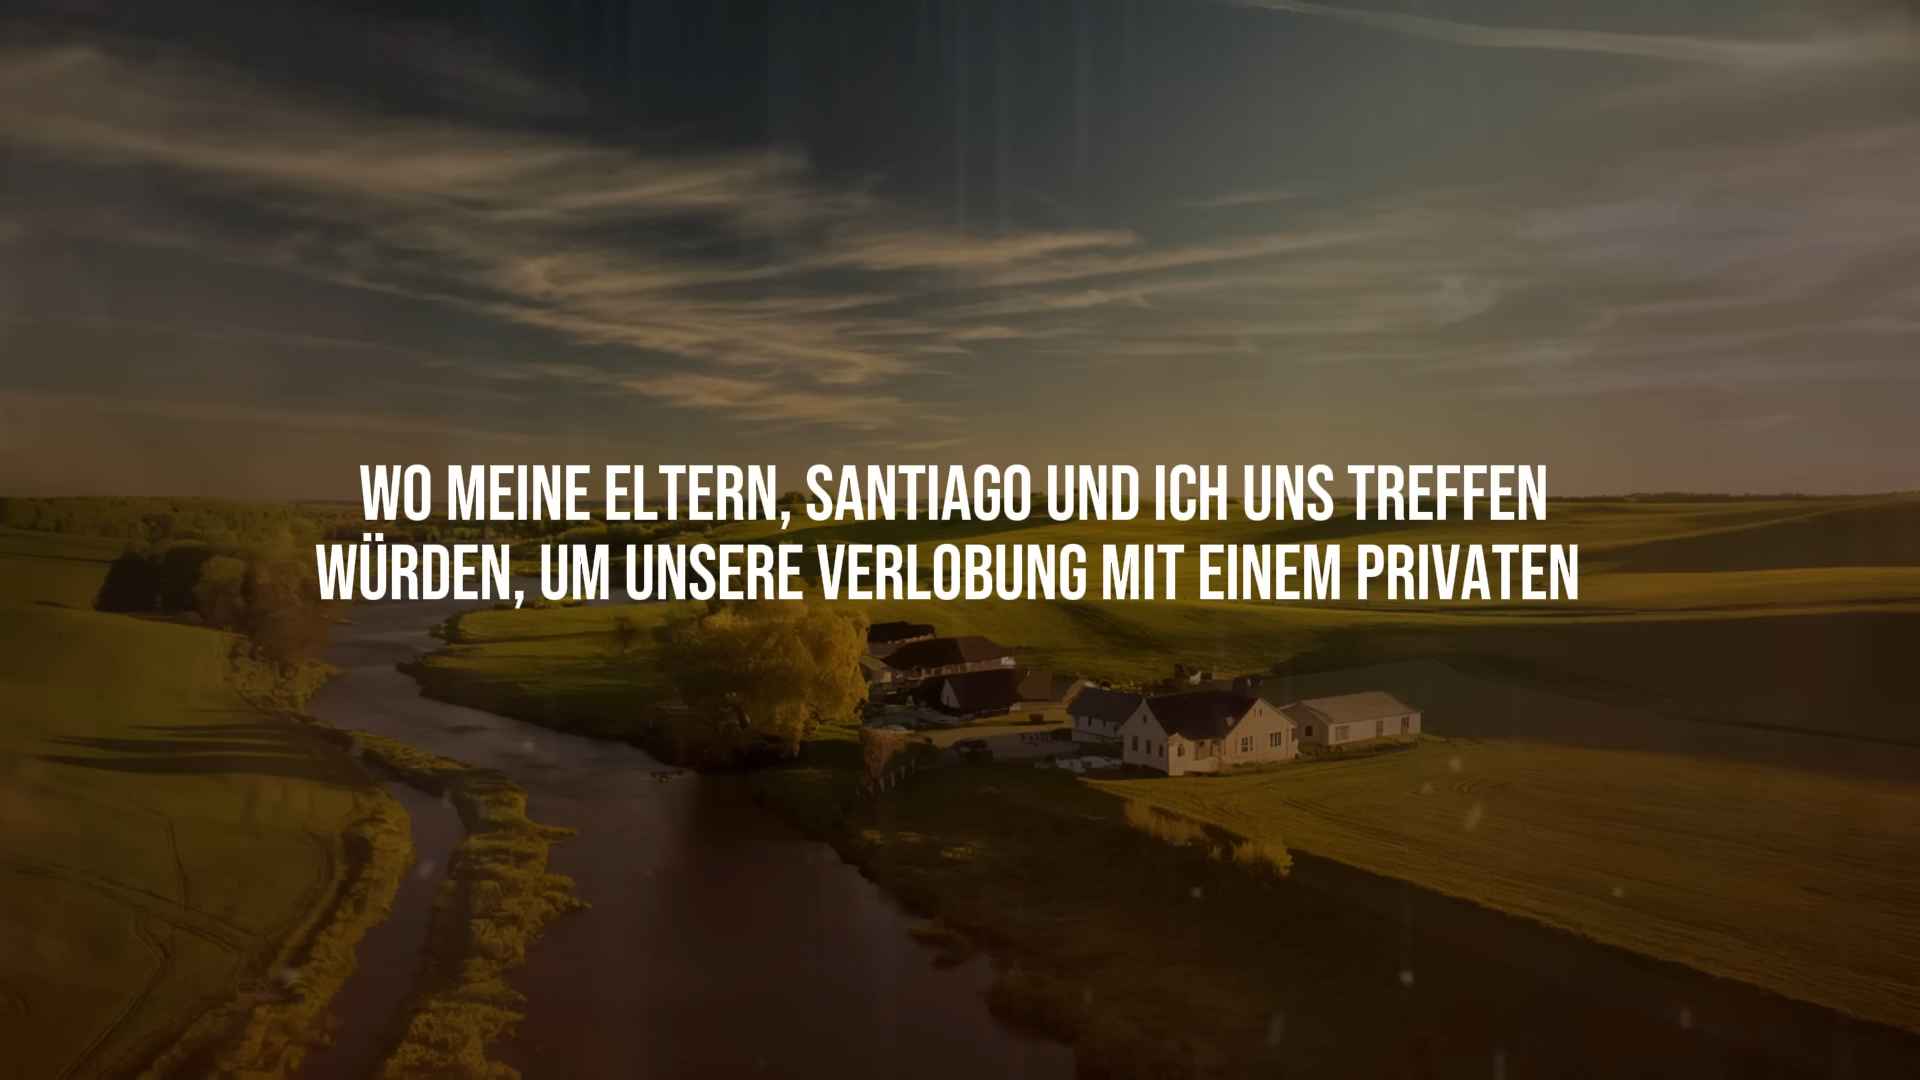 WO MEINE ELTERN, SANTIAGO UND ICH UNS TREFFEN
WÜRDEN, UM UNSERE VERLOBUNG MIT EINEM PRIVATEN